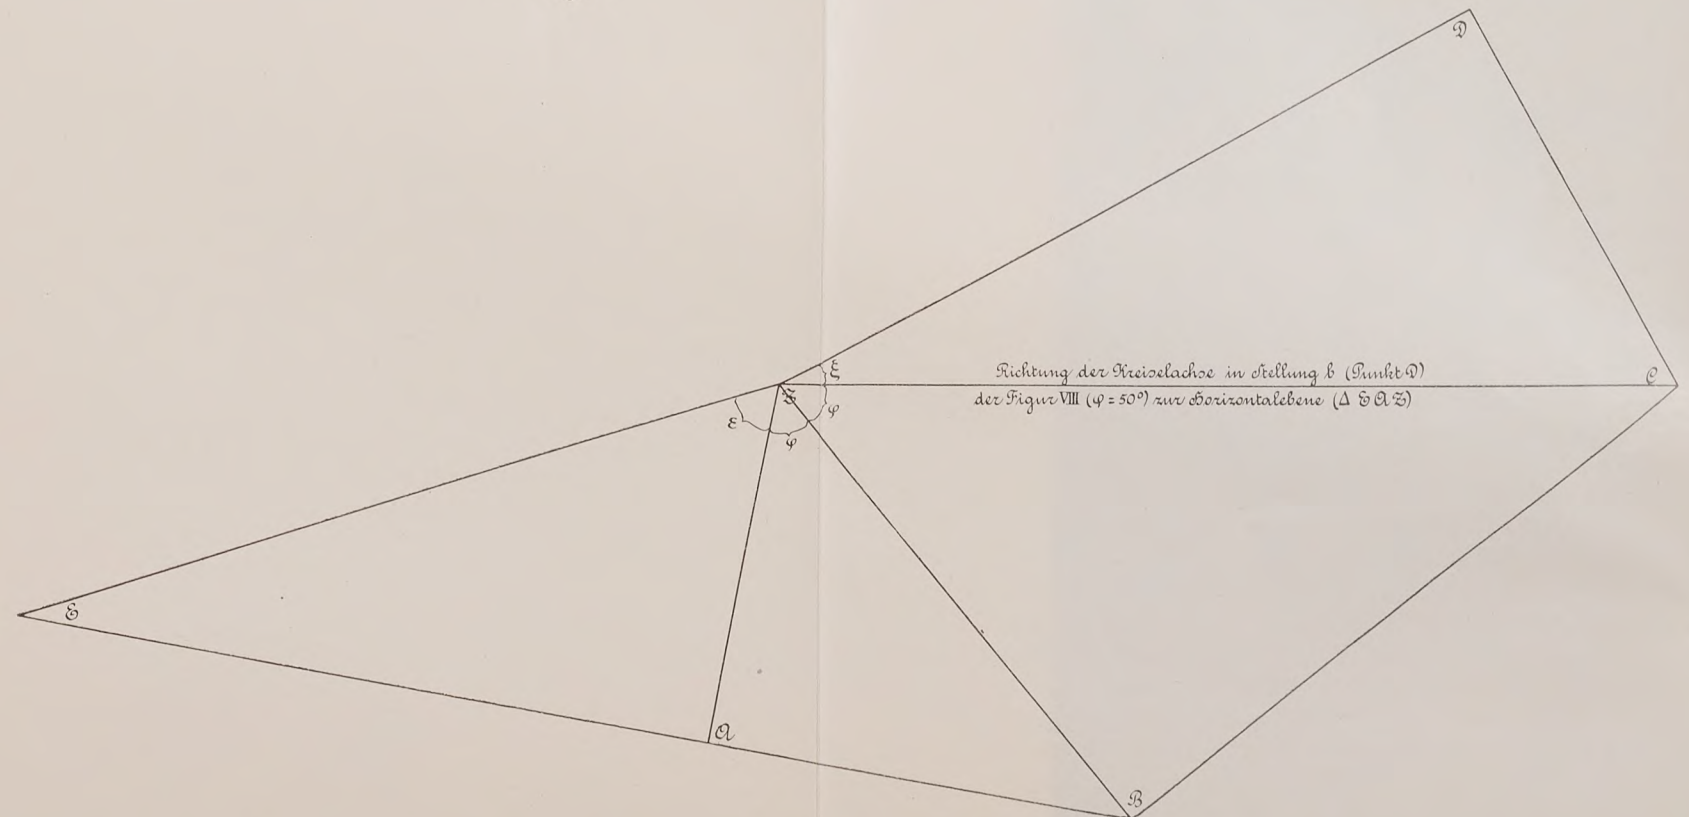 D
ξ
Richtung der Kreiselachse in Stellung b (Punkt D)
C
Z
der Figur VIII (φ = 50°) zur Horizontalebene (Δ E A Z)
φ
ε
φ
E
A
B